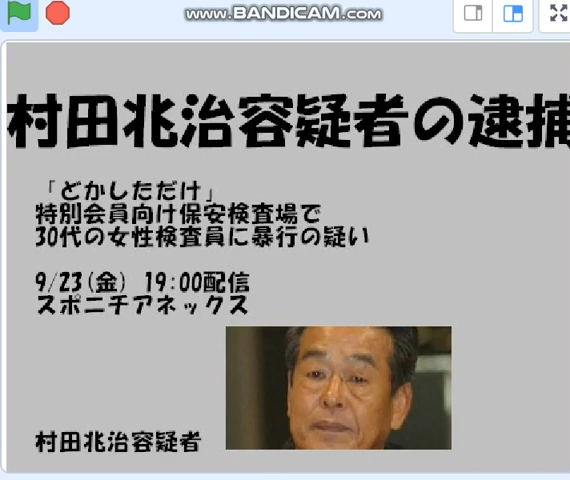 www.BANDICAM.com
村田兆治容疑者の逮捕
「どかしただけ」
特別会員向け保安検査場で
30代の女性検査員に暴行の疑い
9/23(金) 19:00配信
スポニチアネックス
村田兆治容疑者